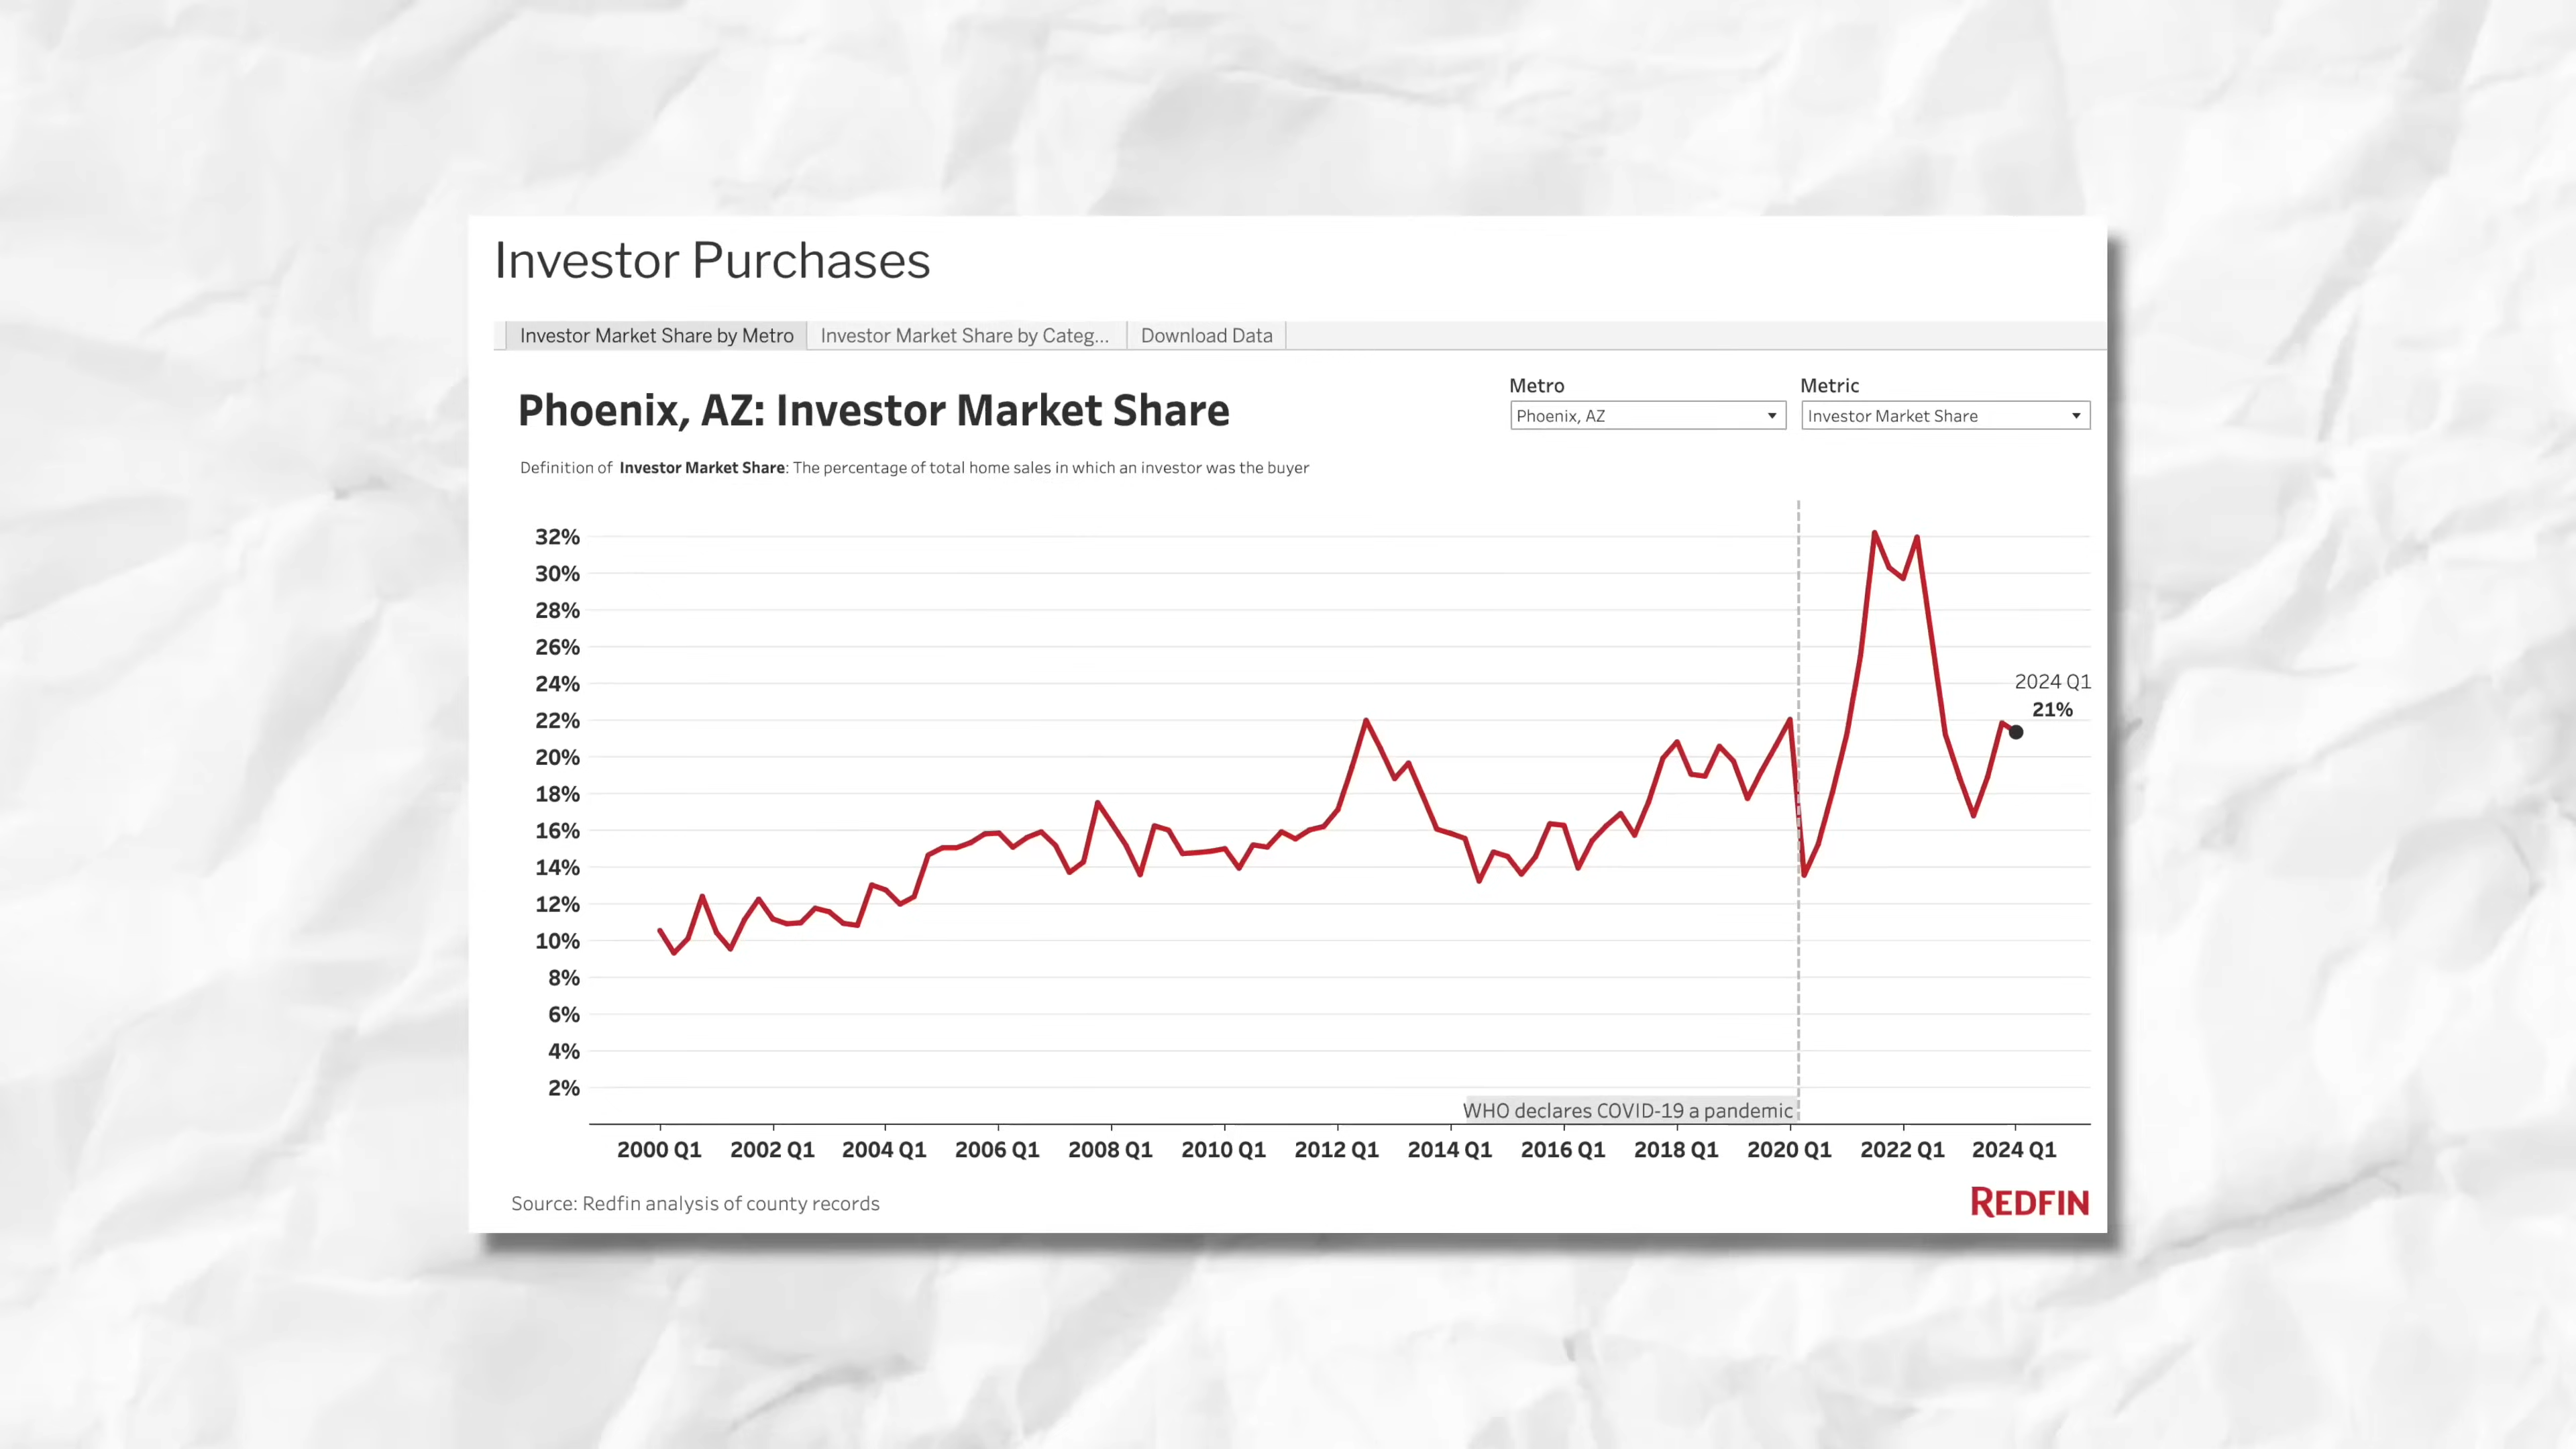 Investor Purchases
Investor Market Share by Metro
Investor Market Share by Categ...
Download Data
Phoenix, AZ: Investor Market Share
Metro
Phoenix, AZ
Metric
Investor Market Share
Definition of Investor Market Share: The percentage of total home sales in which an investor was the buyer
32%
30%
28%
26%
24%
22%
20%
18%
16%
14%
12%
10%
8%
6%
4%
2%
2024 Q1
21%
WHO declares COVID-19 a pandemic
2000 Q1 2002 Q1 2004 Q1 2006 Q1 2008 Q1 2010 Q1 2012 Q1 2014 Q1 2016 Q1 2018 Q1 2020 Q1 2022 Q1 2024 Q1
Source: Redfin analysis of county records
REDFIN